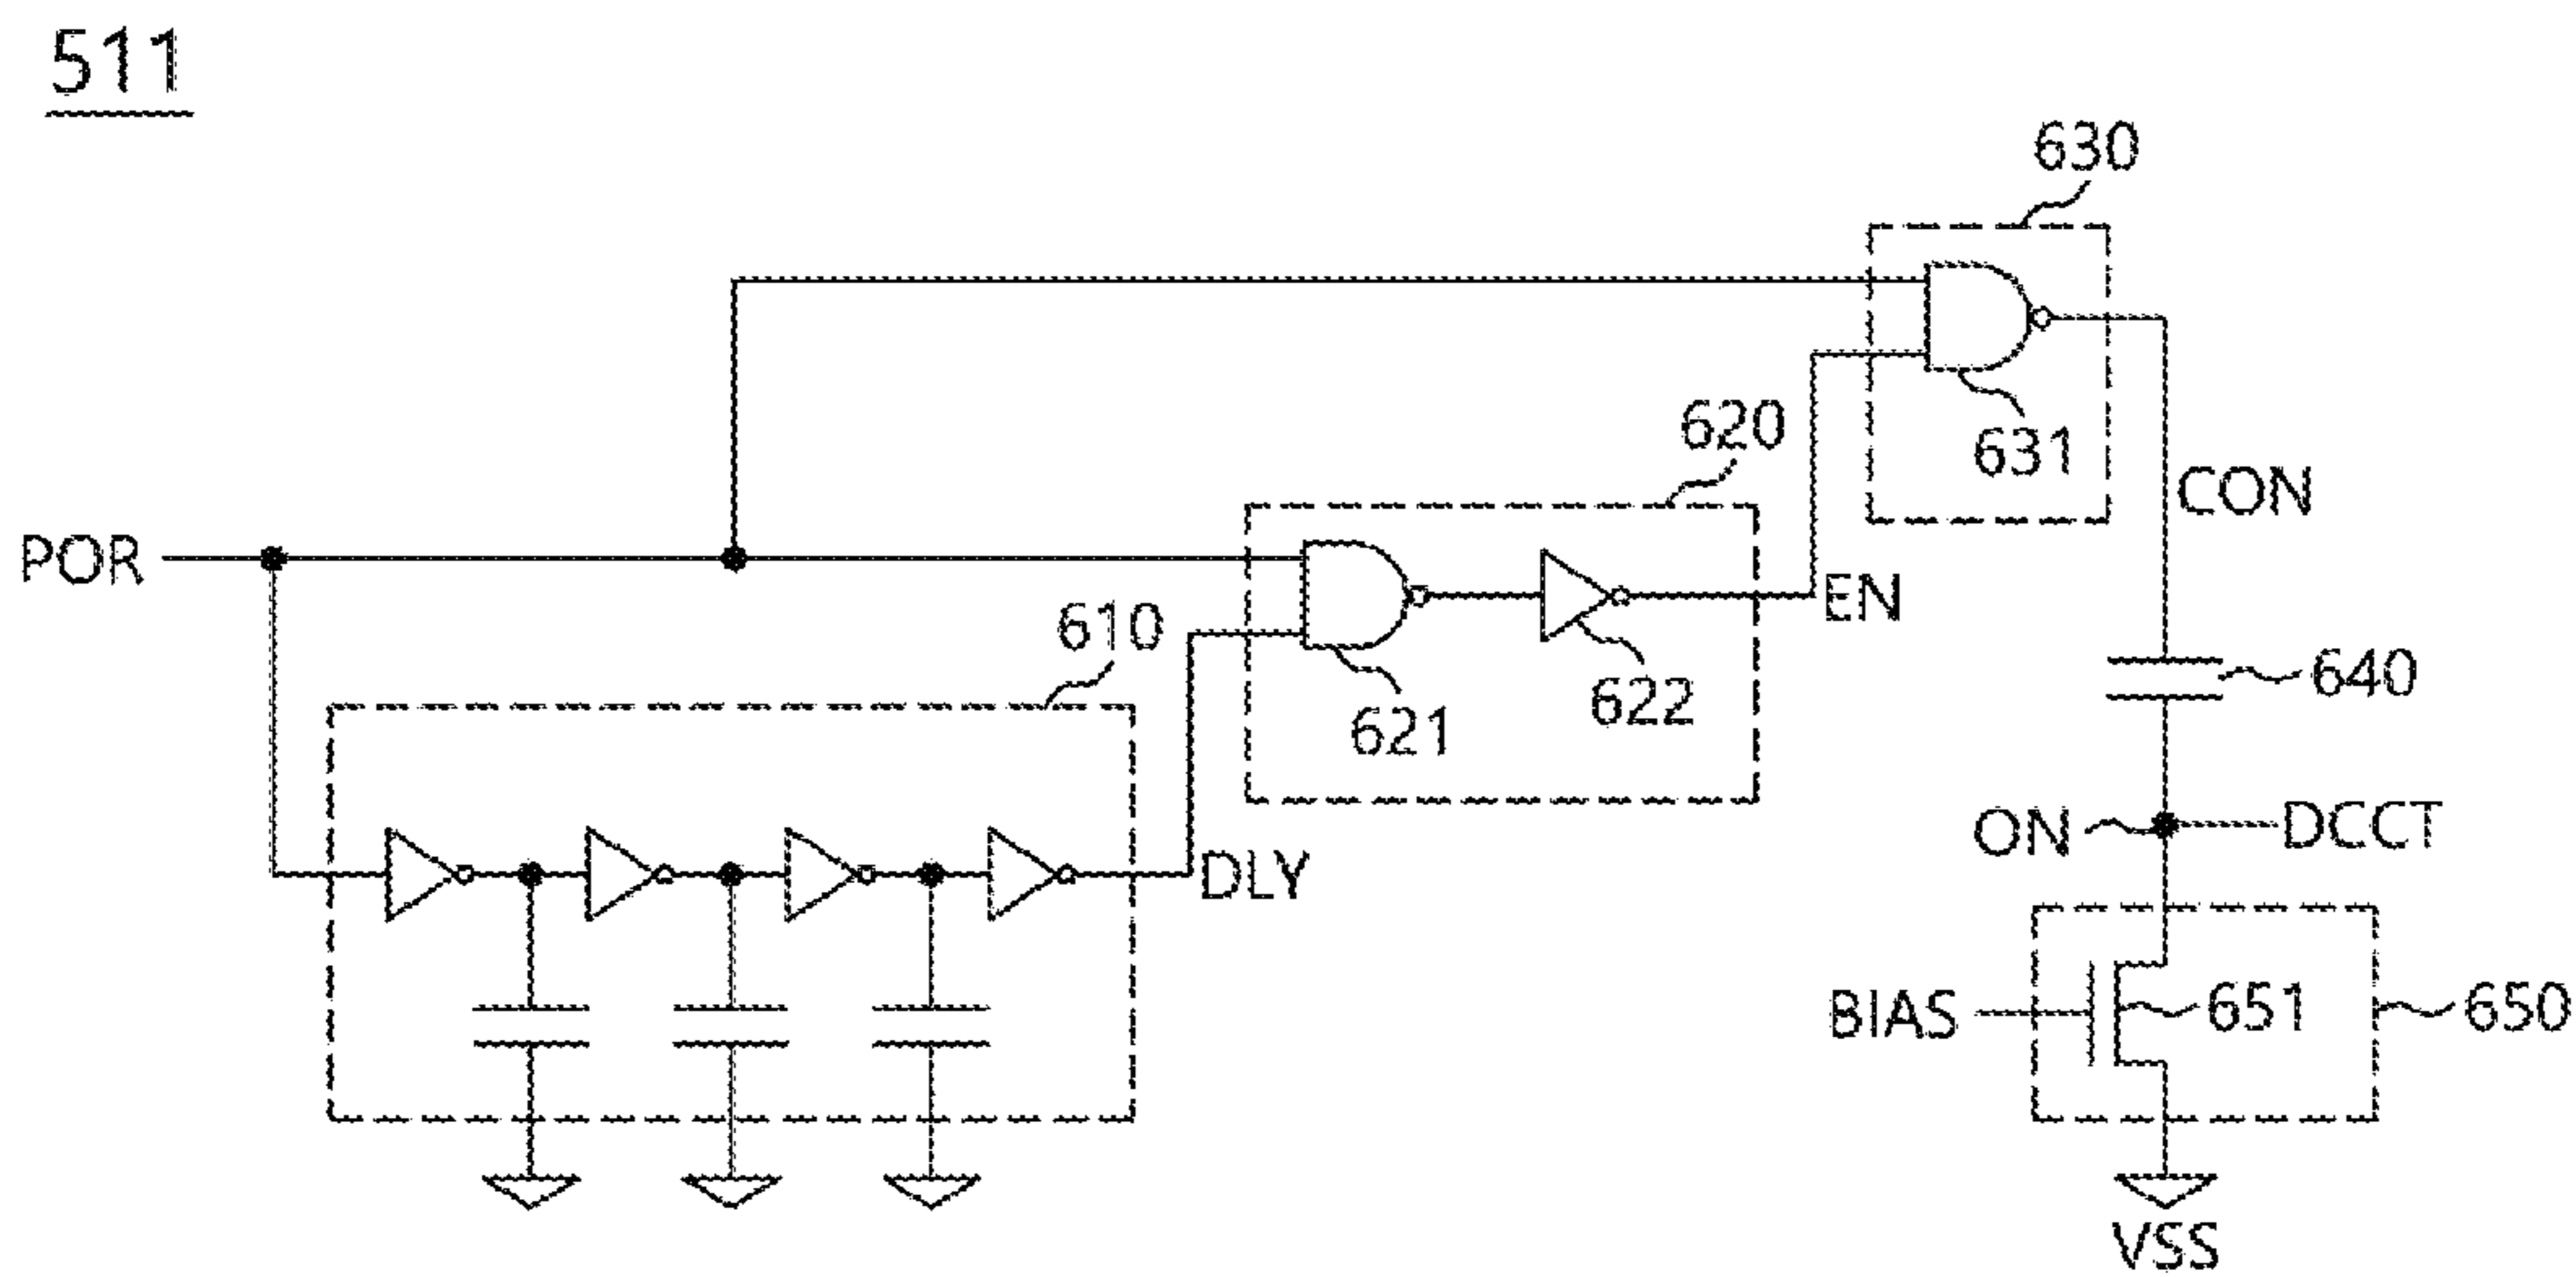 511
630
631
CON
620
POR
EN
610
621
622
640
ON
DCCT
DLY
BIAS
651
650
VSS